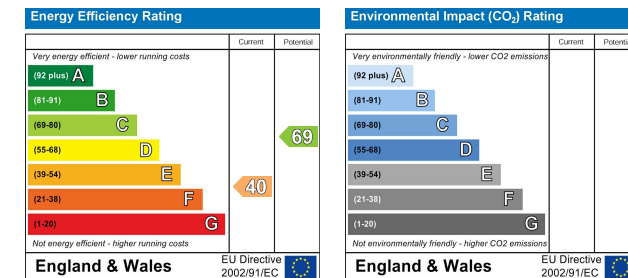 Energy Efficiency Rating
Current Potential
Very energy efficient - lower running costs
(92 plus) A
(81-91) B
(69-80) C
69
(55-68) D
(39-54) E
40
(21-38) F
(1-20) G
Not energy efficient - higher running costs
England & Wales
EU Directive
2002/91/EC
Environmental Impact (CO2) Rating
Current Potential
Very environmentally friendly - lower CO2 emissions
(92 plus) A
(81-91) B
(69-80) C
(55-68) D
(39-54) E
(21-38) F
(1-20) G
Not environmentally friendly - higher CO2 emissions
England & Wales
EU Directive
2002/91/EC